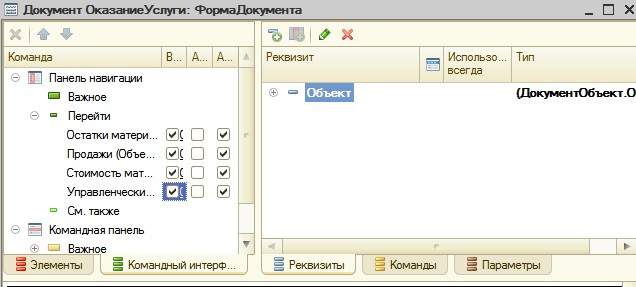 Документ ОказаниеУслуги: ФормаДокумента
Команда В... А... А...
Панель навигации
Важное
Перейти
Остатки матери...
Продажи (Объе...
Стоимость мат...
Управленчески...
См. также
Командная панель
Важное
Элементы Командный интерф...
Реквизит Использо... всегда Тип
Объект (ДокументОбъект.О
Реквизиты Команды Параметры